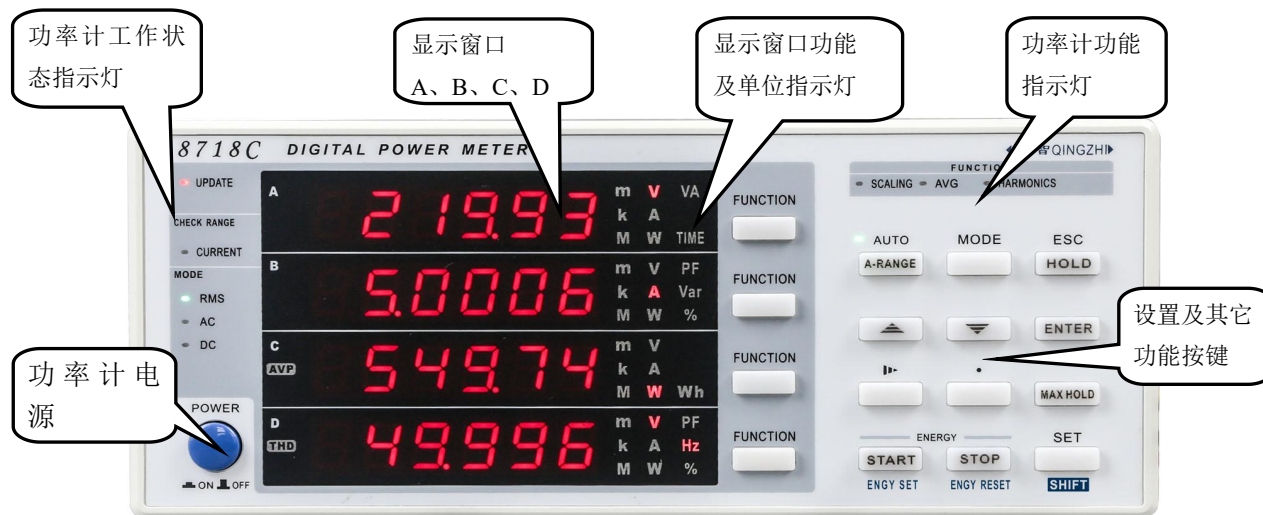 功率计工作状
态指示灯
显示窗口
A、B、C、D
显示窗口功能
及单位指示灯
功率计功能
指示灯
8718C DIGITAL POWER METER
智 QINGZHI
UPDATE
CHECK RANGE
CURRENT
MODE
RMS
AC
DC
功率计电
源
POWER
ON OFF
A 219.93 m V VA
k A
M W TIME
FUNCTION
B 5.0006 m V PF
k A Var
M W %
FUNCTION
C 549.74 m V
AVP k A
M W Wh
FUNCTION
D 49.996 m V PF
THD k A Hz
M W %
FUNCTION
FUNCTIO
SCALING AVG HARMONICS
AUTO MODE ESC
A-RANGE HOLD
ENTER
设置及其它
功能按键
MAX HOLD
ENERGY SET
START STOP
ENGY SET ENGY RESET SHIFT